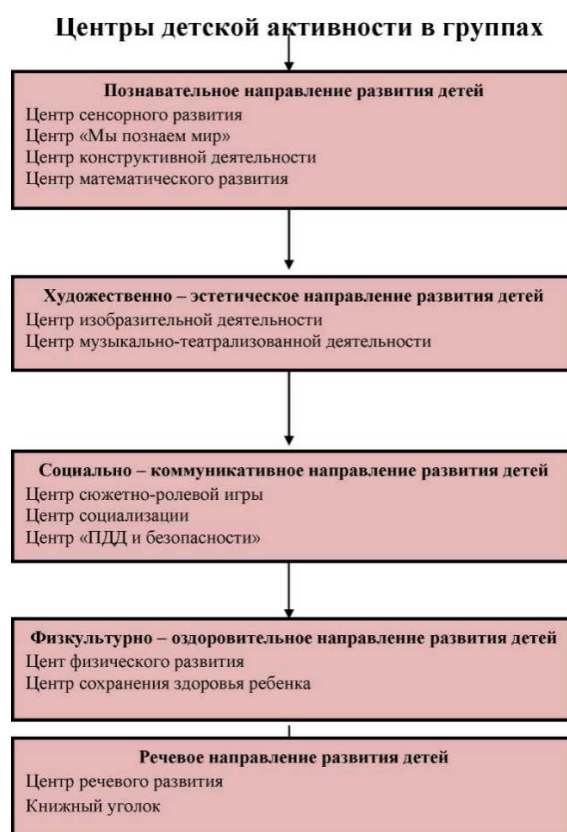 Центры детской активности в группах
Познавательное направление развития детей
Центр сенсорного развития
Центр «Мы познаем мир»
Центр конструктивной деятельности
Центр математического развития
Художественно – эстетическое направление развития детей
Центр изобразительной деятельности
Центр музыкально-театрализованной деятельности
Социально – коммуникативное направление развития детей
Центр сюжетно-ролевой игры
Центр социализации
Центр «ПДД и безопасности»
Физкультурно – оздоровительное направление развития детей
Цент физического развития
Центр сохранения здоровья ребенка
Речевое направление развития детей
Центр речевого развития
Книжный уголок